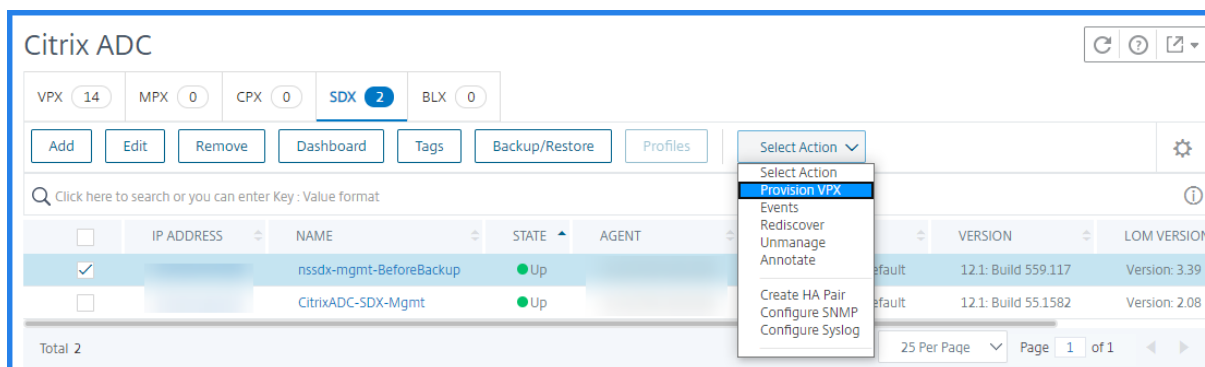 Citrix ADC
VPX 14 MPX 0 CPX 0 SDX 2 BLX 0
Add Edit Remove Dashboard Tags Backup/Restore Profiles Select Action
Click here to search or you can enter Key : Value format
Select Action
Provision VPX
Events
Rediscover
Unmanage
Annotate
Create HA Pair
Configure SNMP
Configure Syslog
IP ADDRESS NAME STATE AGENT VERSION LOM VERSION
nssdx-mgmt-BeforeBackup Up efault 12.1: Build 559.117 Version: 3.39
CitrixADC-SDX-Mgmt Up efault 12.1: Build 55.1582 Version: 2.08
Total 2 25 Per Page Page 1 of 1